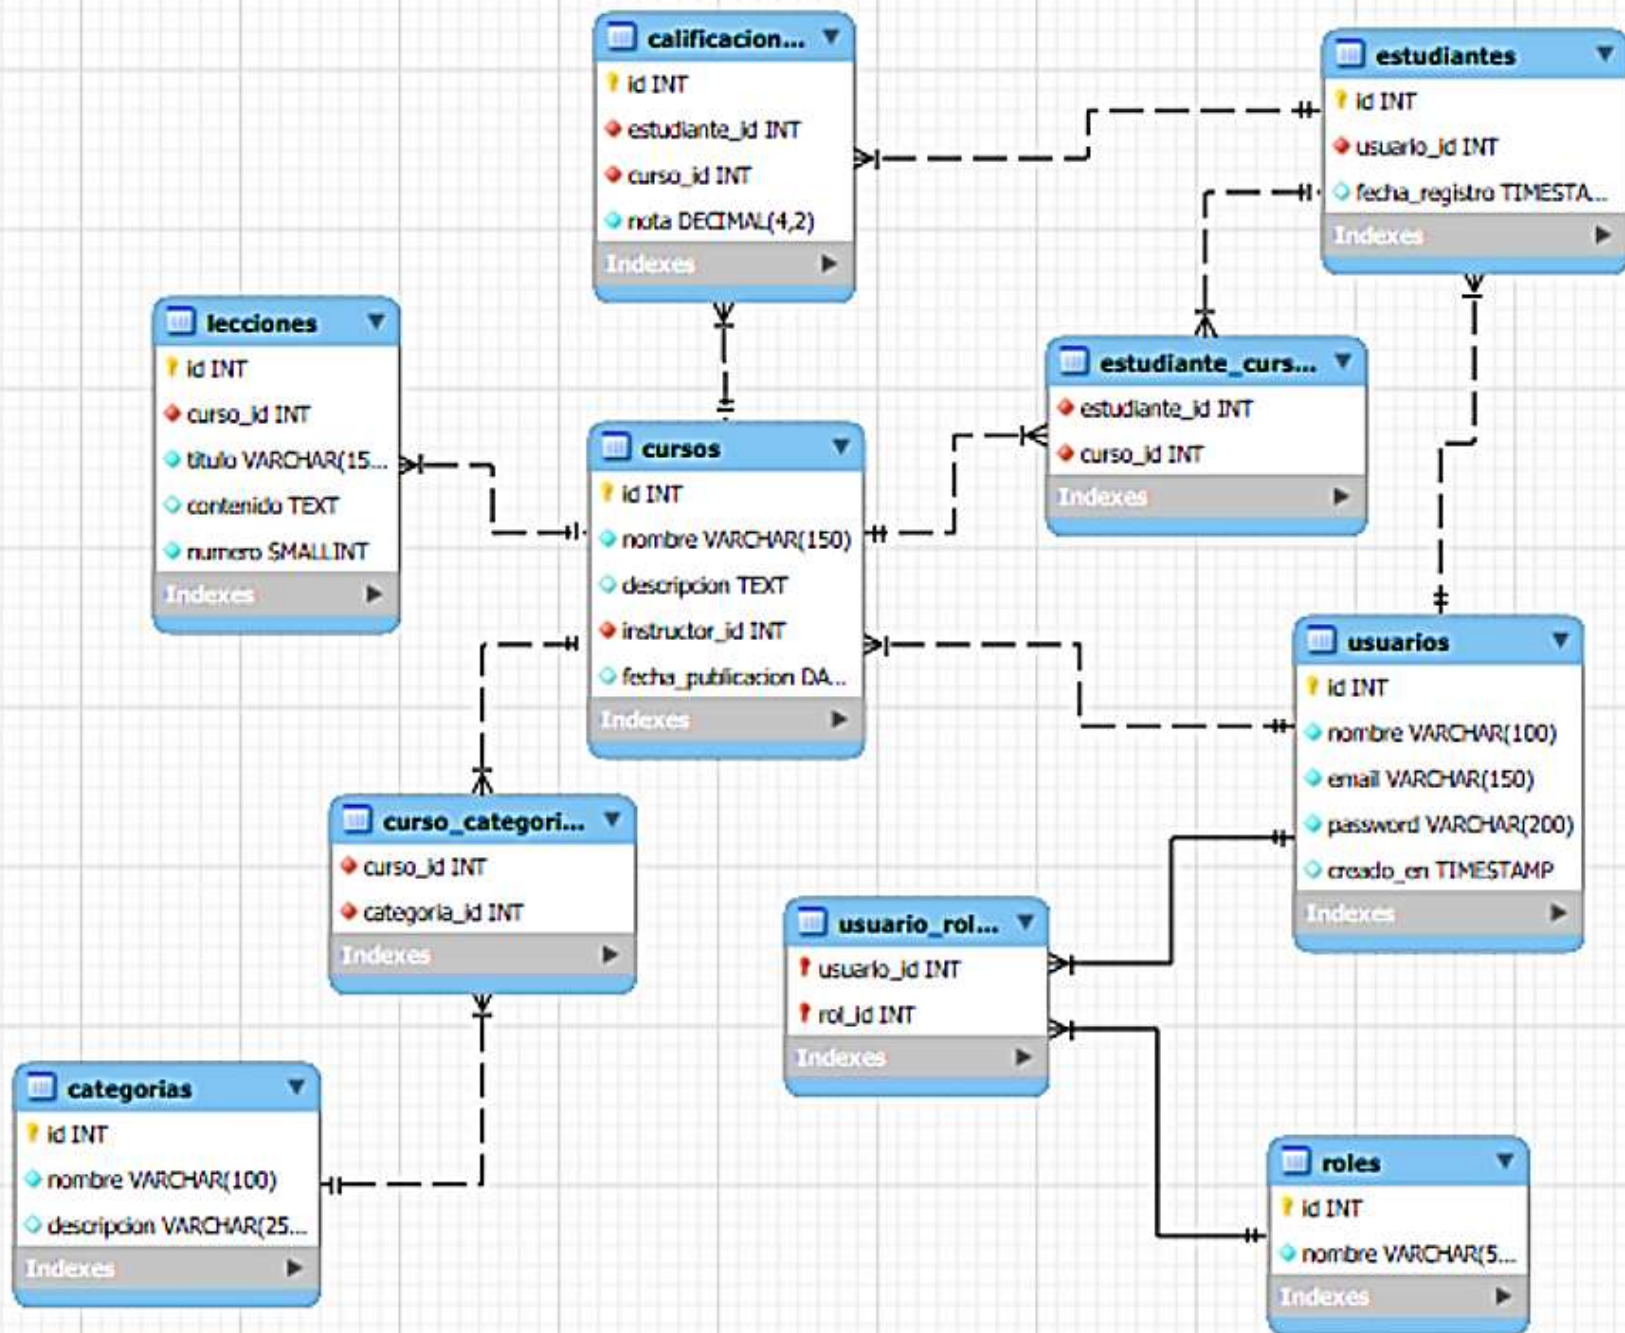 calificacion...
id INT
estudiante_id INT
curso_id INT
nota DECIMAL(4,2)
Indexes
estudiantes
id INT
usuario_id INT
fecha_registro TIMESTA...
Indexes
lecciones
id INT
curso_id INT
titulo VARCHAR(15...
contenido TEXT
numero SMALLINT
Indexes
cursos
id INT
nombre VARCHAR(150)
descripcion TEXT
instructor_id INT
fecha_publicacion DA...
Indexes
estudiante_curs...
estudiante_id INT
curso_id INT
Indexes
usuarios
id INT
nombre VARCHAR(100)
email VARCHAR(150)
password VARCHAR(200)
creado_en TIMESTAMP
Indexes
curso_categori...
curso_id INT
categoria_id INT
Indexes
usuario_rol...
usuario_id INT
rol_id INT
Indexes
categorias
id INT
nombre VARCHAR(100)
descripcion VARCHAR(25...
Indexes
roles
id INT
nombre VARCHAR(5...
Indexes